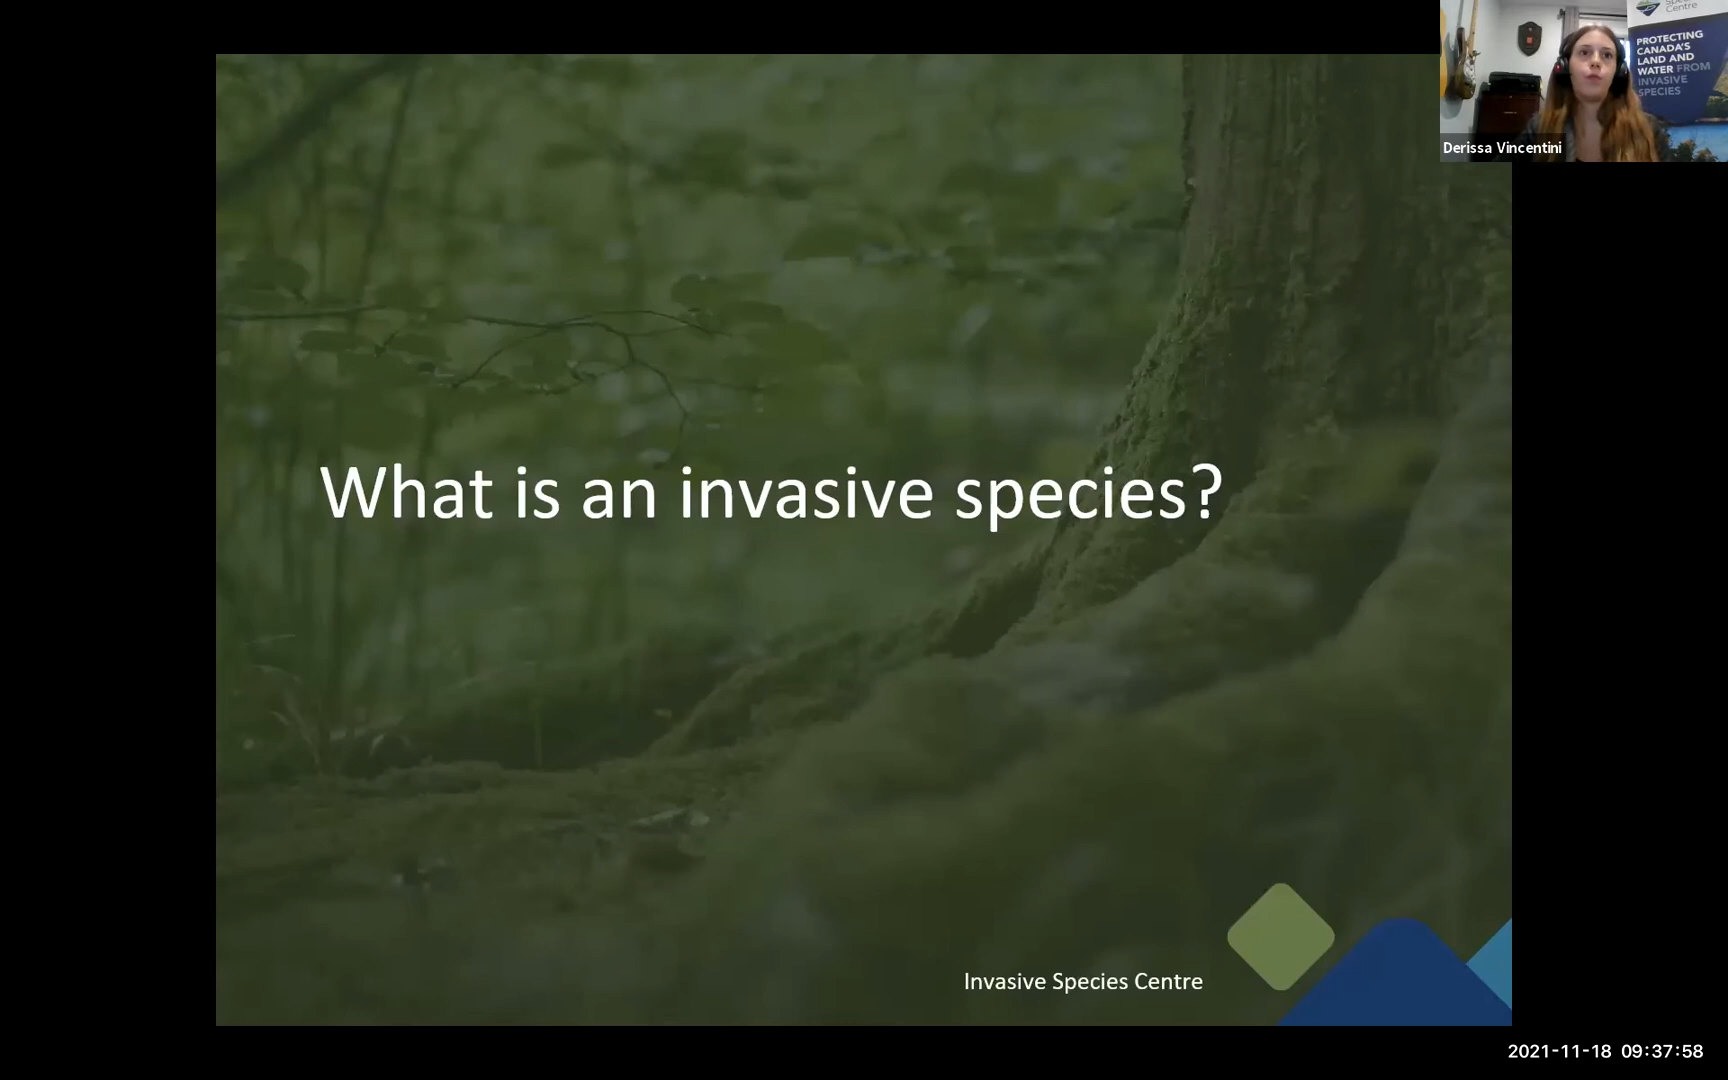 Centre
PROTECTING
CANADA'S
LAND AND
WATER FROM
INVASIVE
SPECIES
Derissa Vincentini
What is an invasive species?
Invasive Species Centre
2021-11-18 09:37:58